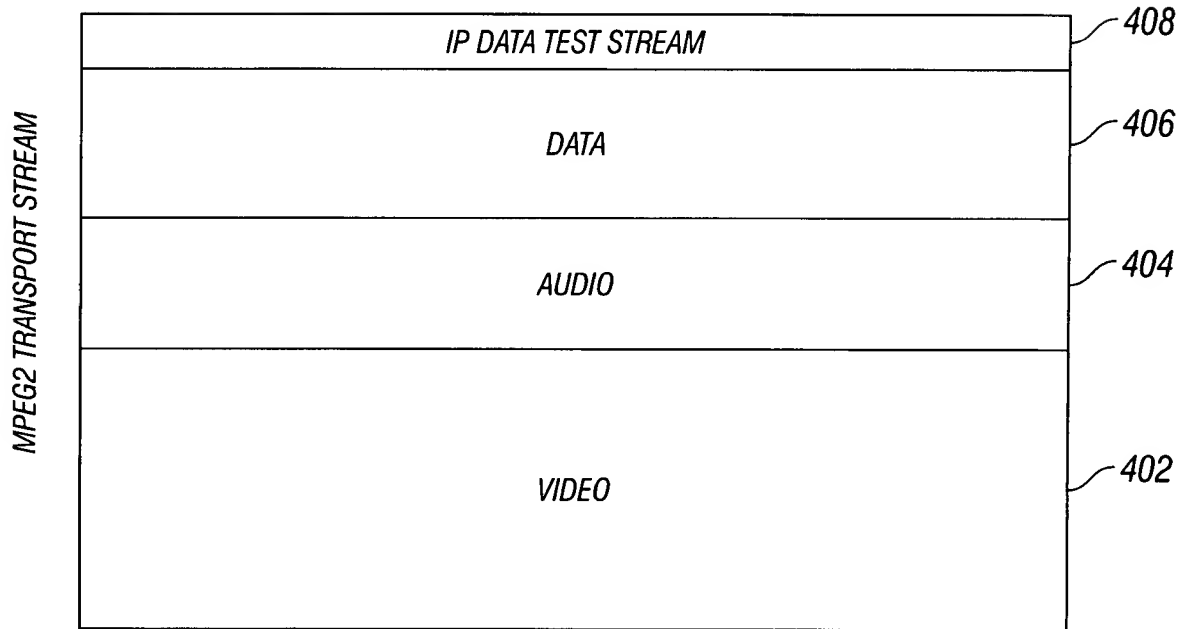 IP DATA TEST STREAM
408
DATA
406
AUDIO
404
VIDEO
402
MPEG2 TRANSPORT STREAM